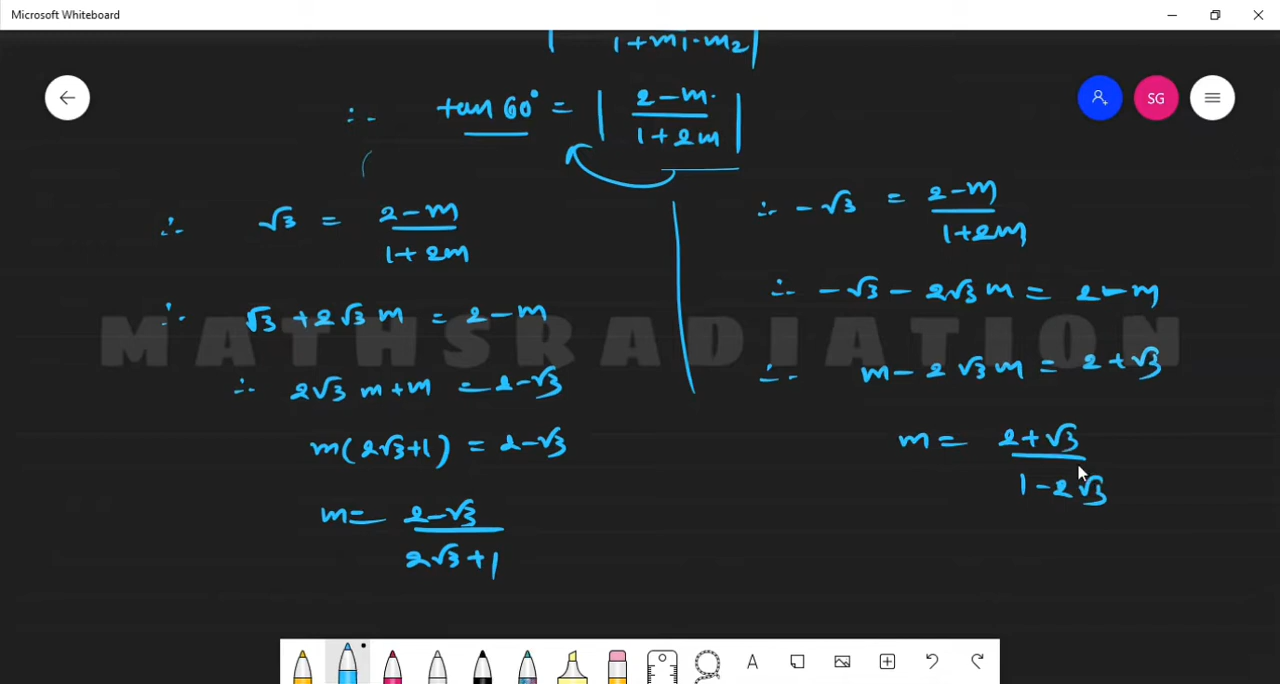 Microsoft Whiteboard
1+m1·m2
∴ tan 60° = | 2-m / 1+2m |
SG
∴ √3 = 2-m / 1+2m
∴ √3 + 2√3 m = 2-m
∴ 2√3 m + m = 2-√3
m(2√3+1) = 2-√3
m = 2-√3 / 2√3+1
∴ -√3 = 2-m / 1+2m
∴ -√3 - 2√3 m = 2-m
∴ m - 2√3 m = 2+√3
m = 2+√3 / 1-2√3
MATHSRADIATION
A